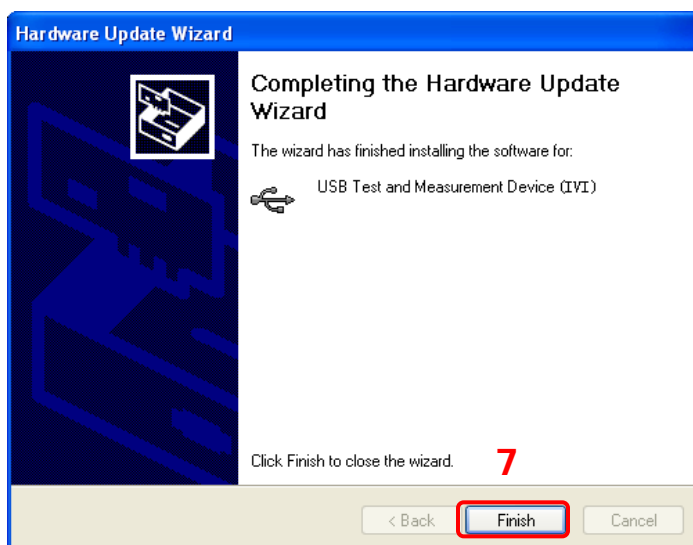 Hardware Update Wizard
Completing the Hardware Update
Wizard
The wizard has finished installing the software for:
USB Test and Measurement Device (IVI)
Click Finish to close the wizard.
7
< Back
Finish
Cancel